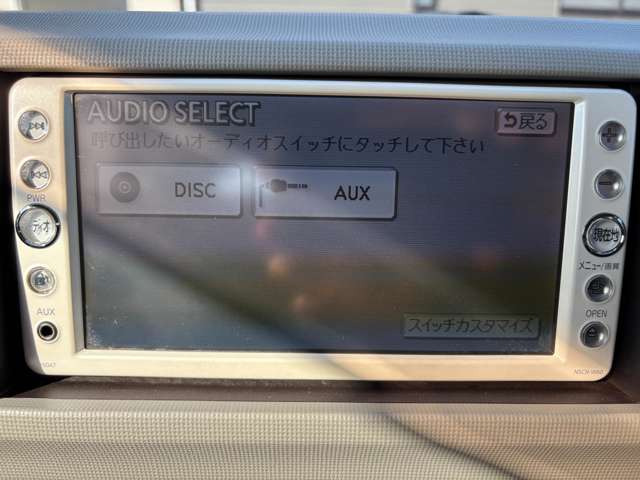 AUDIO SELECT
戻る
呼び出したいオーディオスイッチにタッチして下さい
DISC
AUX
スイッチカスタマイズ
PWR
AUX
現在地
メニュー/画質
OPEN
NSCN-W60